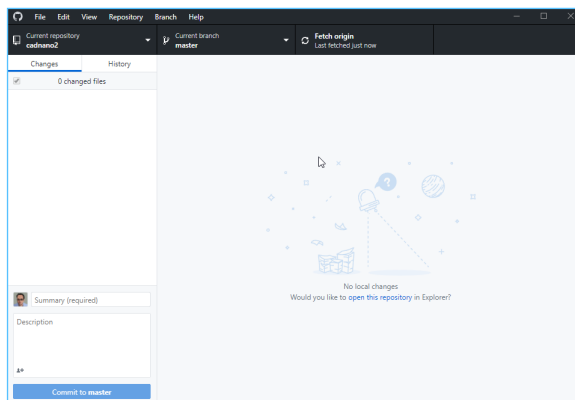 File Edit View Repository Branch Help
Current repository
cadnano2
Current branch
master
Fetch origin
Last fetched just now
Changes History
0 changed files
?
No local changes
Would you like to open this repository in Explorer?
Summary (required)
Description
Commit to master